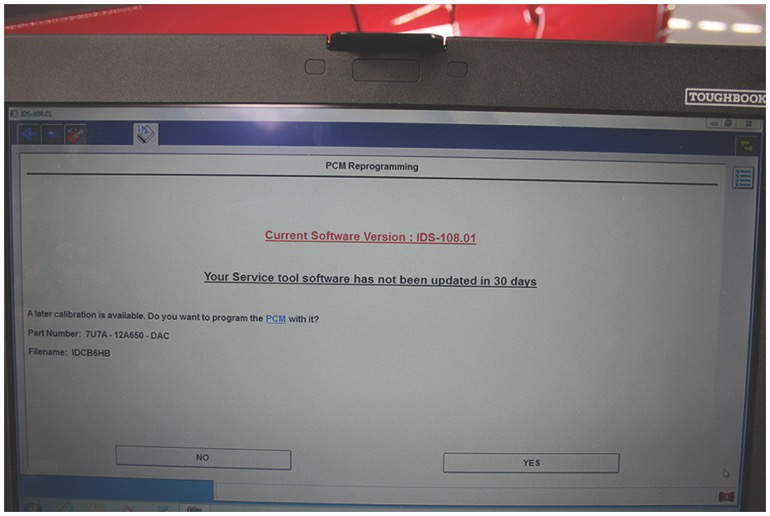 TOUGHBOOK
IDS-108.01
PCM Reprogramming
Current Software Version : IDS-108.01
Your Service tool software has not been updated in 30 days
A later calibration is available. Do you want to program the PCM with it?
Part Number: 7U7A - 12A650 - DAC
Filename: IDCB6HB
NO
YES